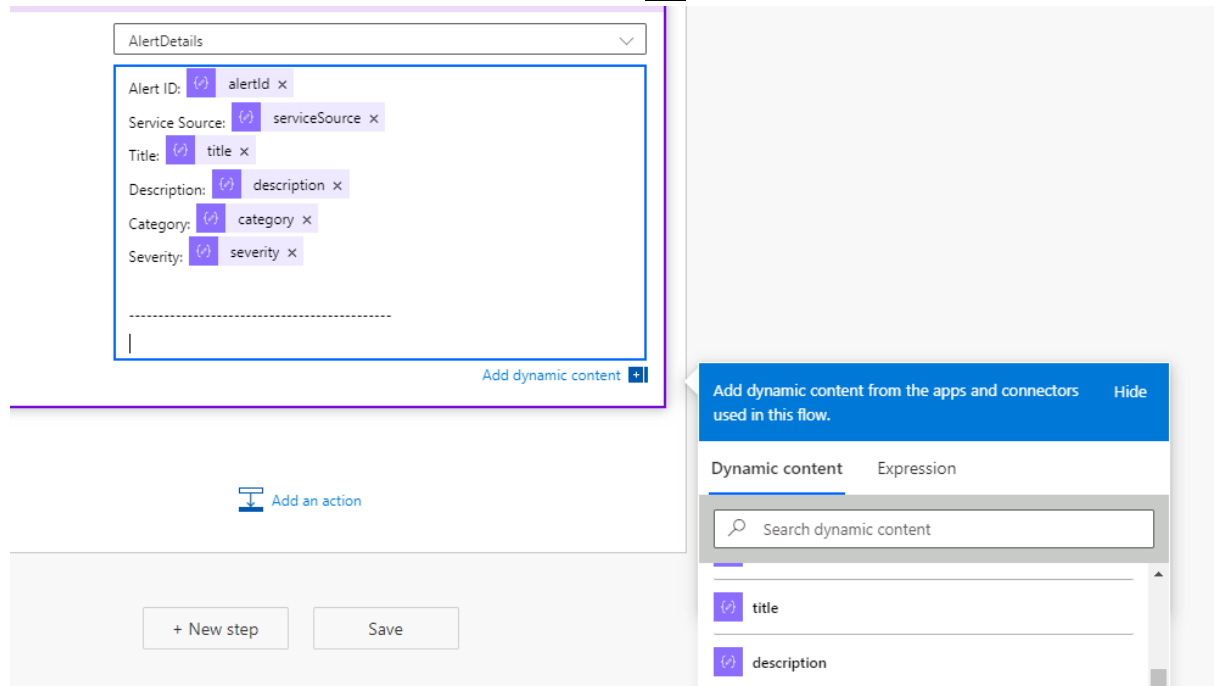 AlertDetails
Alert ID: alertId ×
Service Source: serviceSource ×
Title: title ×
Description: description ×
Category: category ×
Severity: severity ×
--------------------------------------------
Add dynamic content
Add dynamic content from the apps and connectors Hide
used in this flow.
Dynamic content Expression
Add an action
Search dynamic content
title
+ New step Save
description